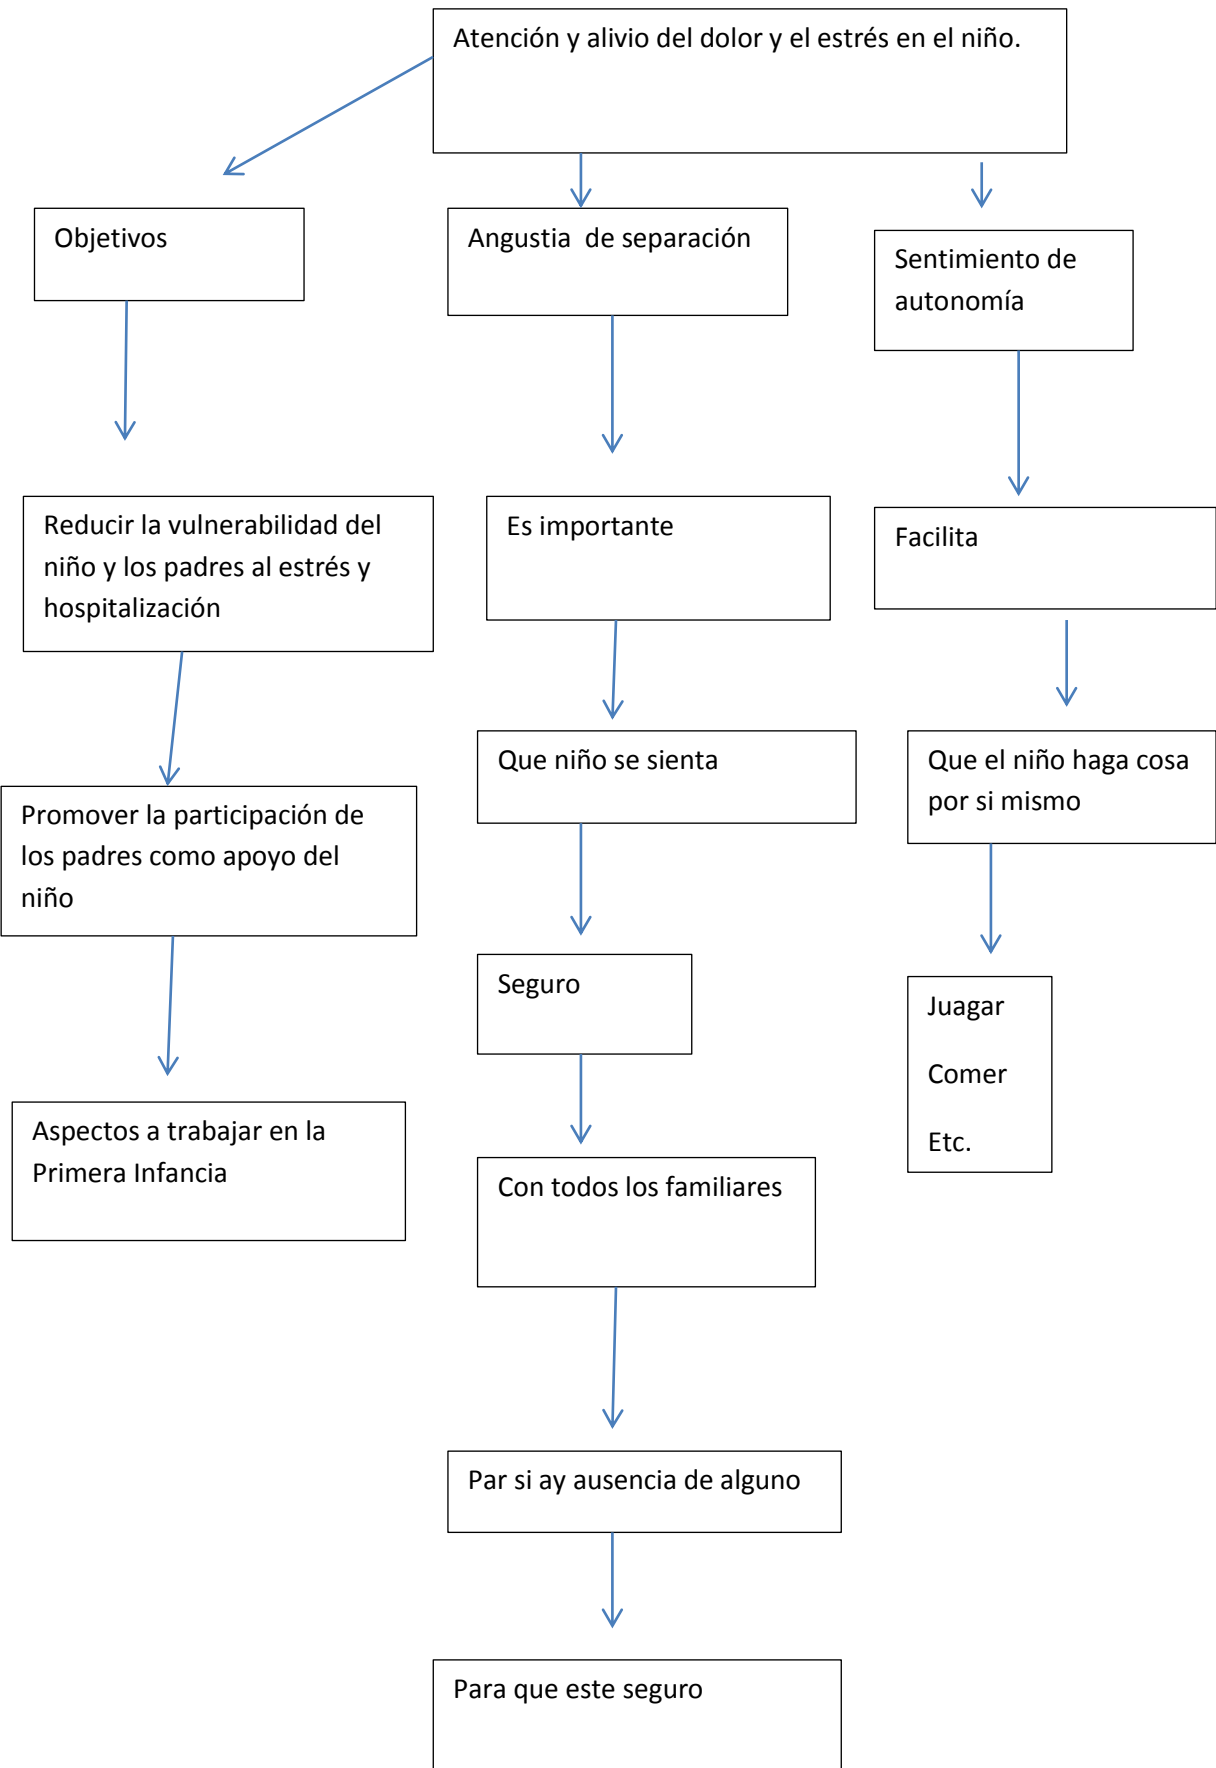 Atención y alivio del dolor y el estrés en el niño.
Objetivos
Angustia de separación
Sentimiento de
autonomía
Reducir la vulnerabilidad del
niño y los padres al estrés y
hospitalización
Es importante
Facilita
Promover la participación de
los padres como apoyo del
niño
Que niño se sienta
Que el niño haga cosa
por si mismo
Seguro
Juagar
Comer
Etc.
Aspectos a trabajar en la
Primera Infancia
Con todos los familiares
Par si ay ausencia de alguno
Para que este seguro